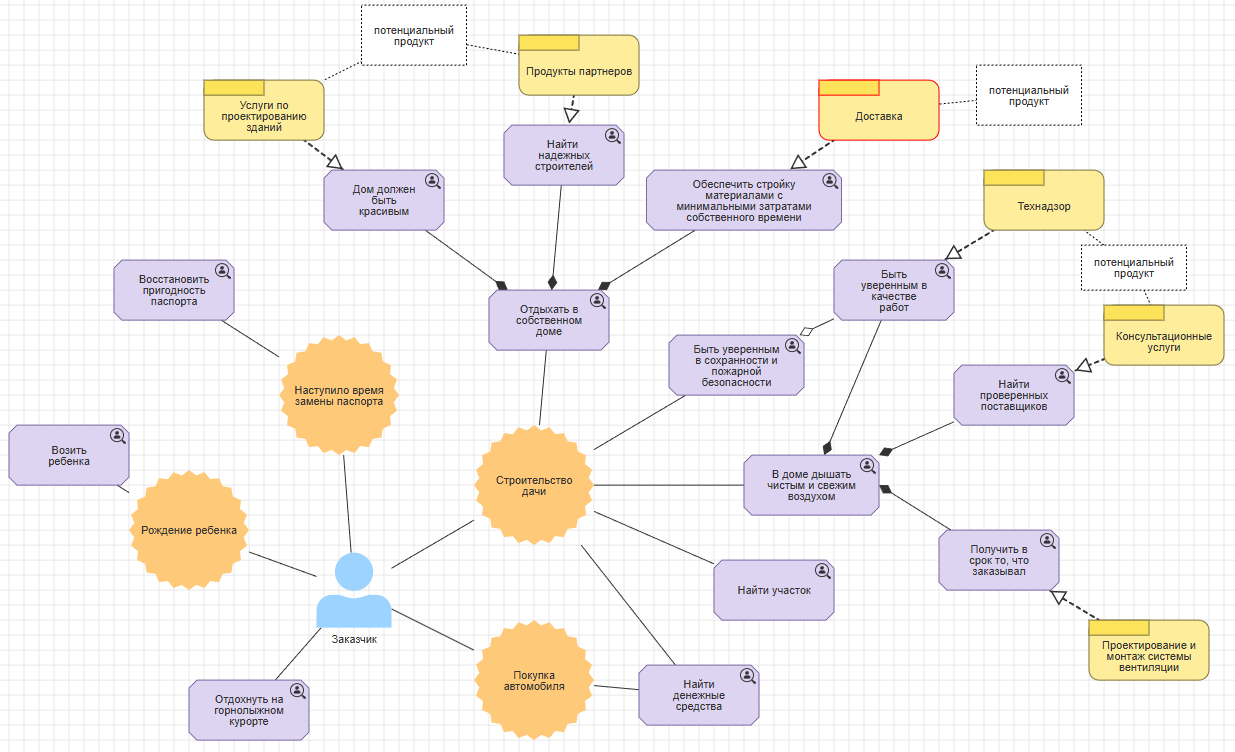 потенциальный
продукт
Продукты партнеров
Услуги по
проектированию
зданий
Доставка
потенциальный
продукт
Найти
надежных
строителей
Дом должен
быть
красивым
Обеспечить стройку
материалами с
минимальными затратами
собственного времени
Технадзор
потенциальный
продукт
Восстановить
пригодность
паспорта
Отдыхать в
собственном
доме
Быть
уверенным в
качестве
работ
Консультационные
услуги
Быть уверенным
в сохранности и
пожарной
безопасности
Наступило время
замены паспорта
Найти
проверенных
поставщиков
Возить
ребенка
Строительство
дачи
В доме дышать
чистым и свежим
воздухом
Рождение ребенка
Получить в
срок то, что
заказывал
Найти участок
Заказчик
Проектирование и
монтаж системы
вентиляции
Покупка
автомобиля
Найти
денежные
средства
Отдохнуть на
горнолыжном
курорте